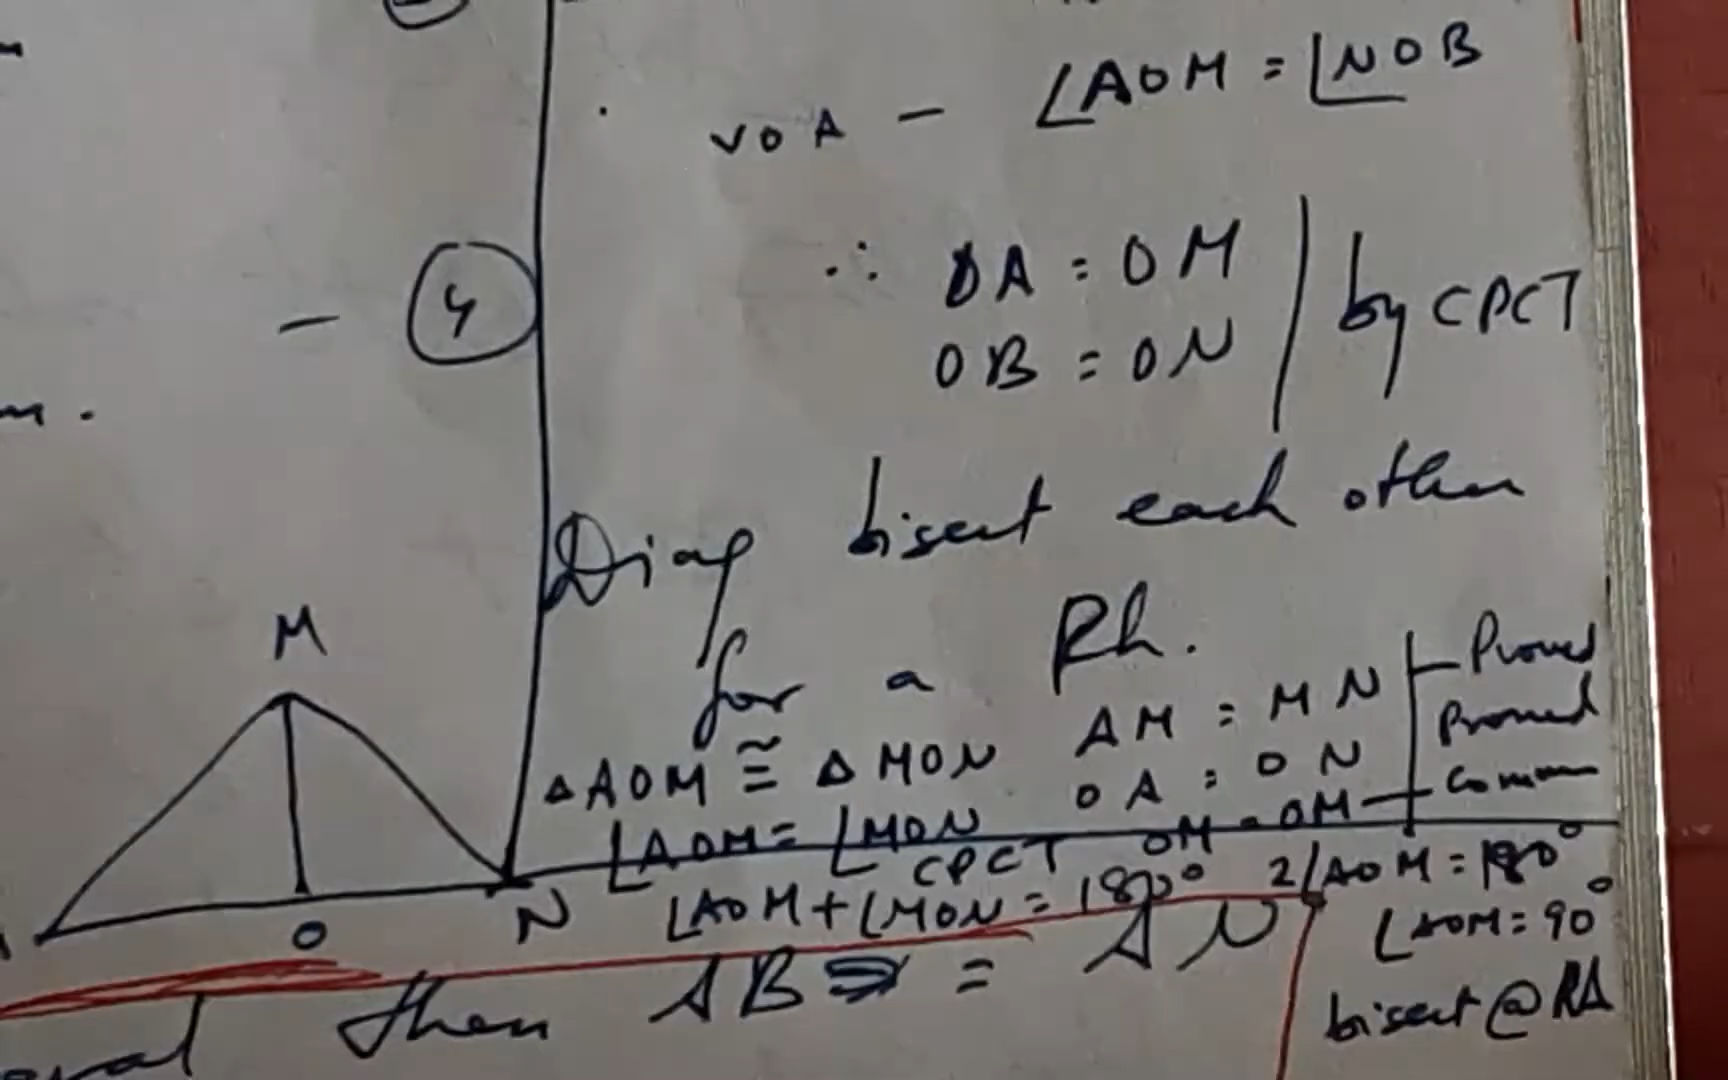 ∠AOM = ∠NOB
VOA -
∴ OA = OM
OB = ON
by CPCT
- 4
Diag bisect each other
for a Rh.
M
AM = MN - Proved
OA = ON Proved
OM = OM - Common
△AOM ≅ △MON
∠AOM = ∠MON
CPCT
∠AOM + ∠MON = 180°
2∠AOM = 180°
∠AOM = 90°
bisect @ RA
O
N
then AB = AN